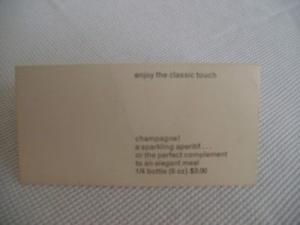 enjoy the classic touch
champagne!
a sparkling aperitif...
or the perfect complement
to an elegant meal
1/4 bottle (6 oz) $3.00